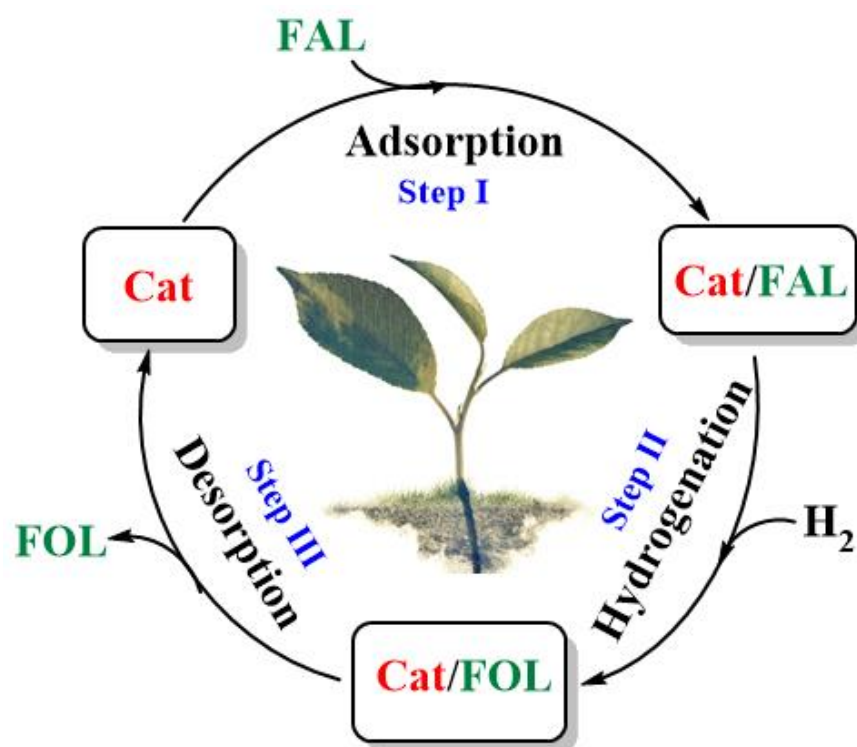 FAL
Adsorption
Step I
Cat
Cat/FAL
Desorption
Step III
Step II
Hydrogenation
FOL
H₂
Cat/FOL